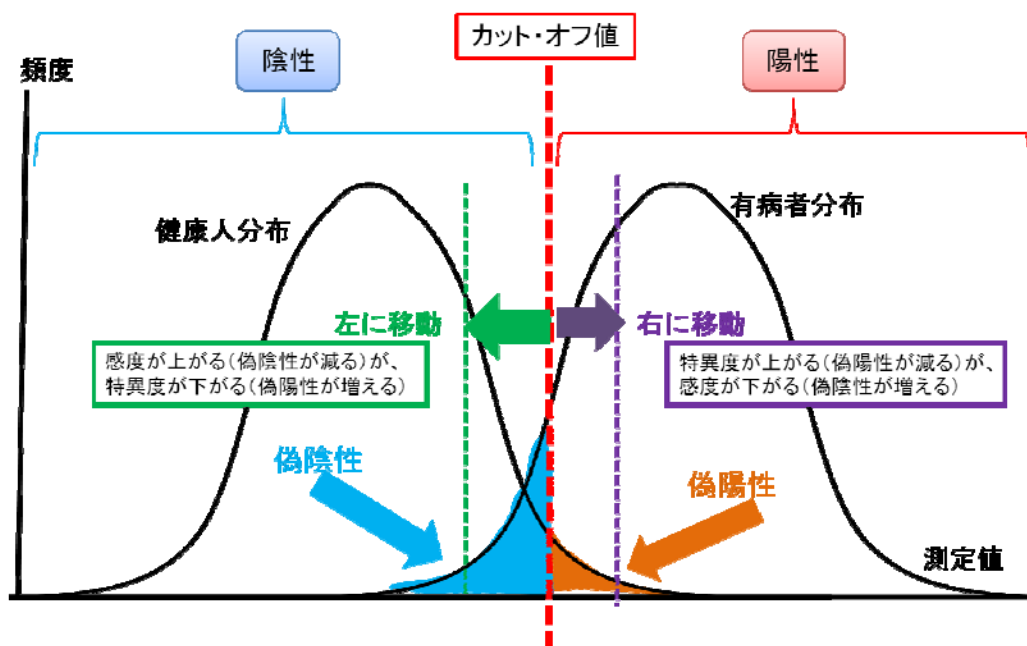 カット・オフ値
陰性
陽性
頻度
健康人分布
有病者分布
左に移動
右に移動
感度が上がる(偽陰性が減る)が、
特異度が下がる(偽陽性が増える)
特異度が上がる(偽陽性が減る)が、
感度が下がる(偽陰性が増える)
偽陰性
偽陽性
測定値